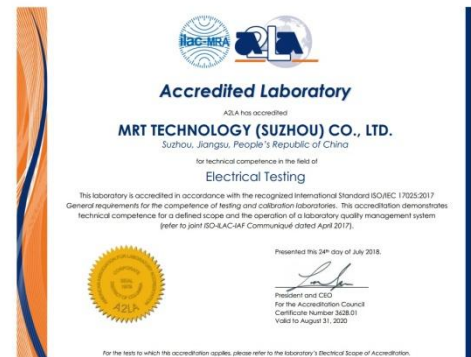 ilac-MRA
A2LA
Accredited Laboratory
A2LA has accredited
MRT TECHNOLOGY (SUZHOU) CO., LTD.
Suzhou, Jiangsu, People's Republic of China
for technical competence in the field of
Electrical Testing
This laboratory is accredited in accordance with the recognized International Standard ISO/IEC 17025:2017
General requirements for the competence of testing and calibration laboratories. This accreditation demonstrates
technical competence for a defined scope and the operation of a laboratory quality management system
(refer to joint ISO-ILAC-IAF Communiqué dated April 2017).
Presented this 24th day of July 2018.
President and CEO
For the Accreditation Council
Certificate Number 3628.01
Valid to August 31, 2020
CORPORATE
SEAL
1978
A2LA
For the tests to which this accreditation applies, please refer to the laboratory's Electrical Scope of Accreditation.